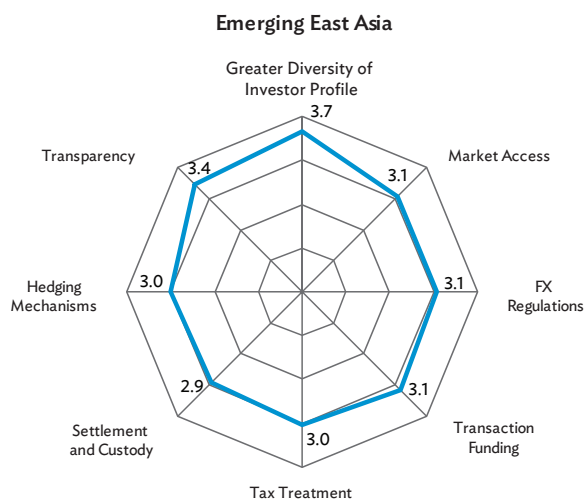 Emerging East Asia
Greater Diversity of
Investor Profile
3.7
Transparency
3.4
3.1
Market Access
Hedging
Mechanisms
3.0
3.1
FX
Regulations
2.9
3.1
Settlement
and Custody
3.0
Transaction
Funding
Tax Treatment